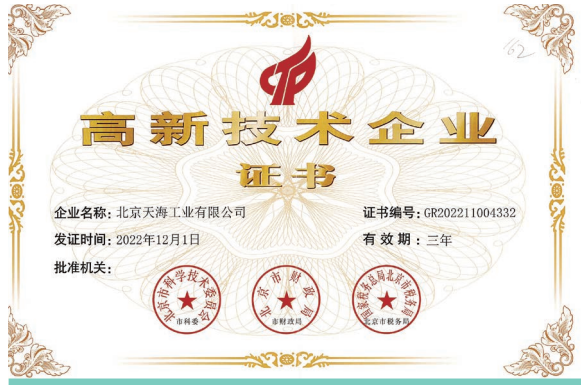 162
高新技术企业
证书
企业名称：北京天海工业有限公司
证书编号：GR202211004332
发证时间：2022年12月1日
有效期：三年
批准机关：
北京市科学技术委员会
市科委
北京市财政局
市财政局
国家税务总局北京市税务局
北京市税务局